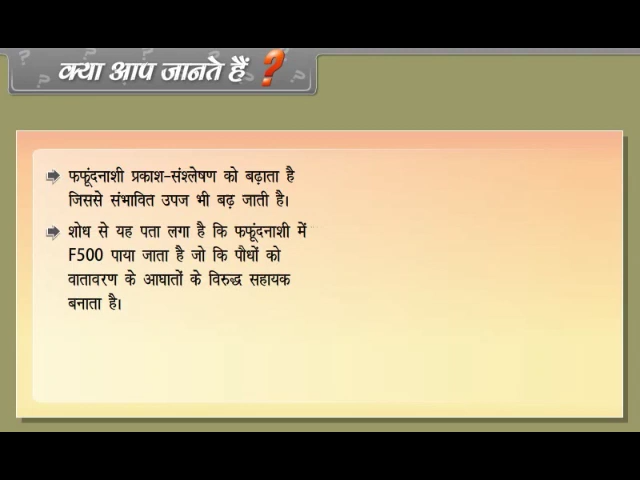 क्या आप जानते हैं ?
फफूंदनाशी प्रकाश-संश्लेषण को बढ़ाता है
जिससे संभावित उपज भी बढ़ जाती है।
शोध से यह पता लगा है कि फफूंदनाशी में
F500 पाया जाता है जो कि पौधों को
वातावरण के आघातों के विरुद्ध सहायक
बनाता है।